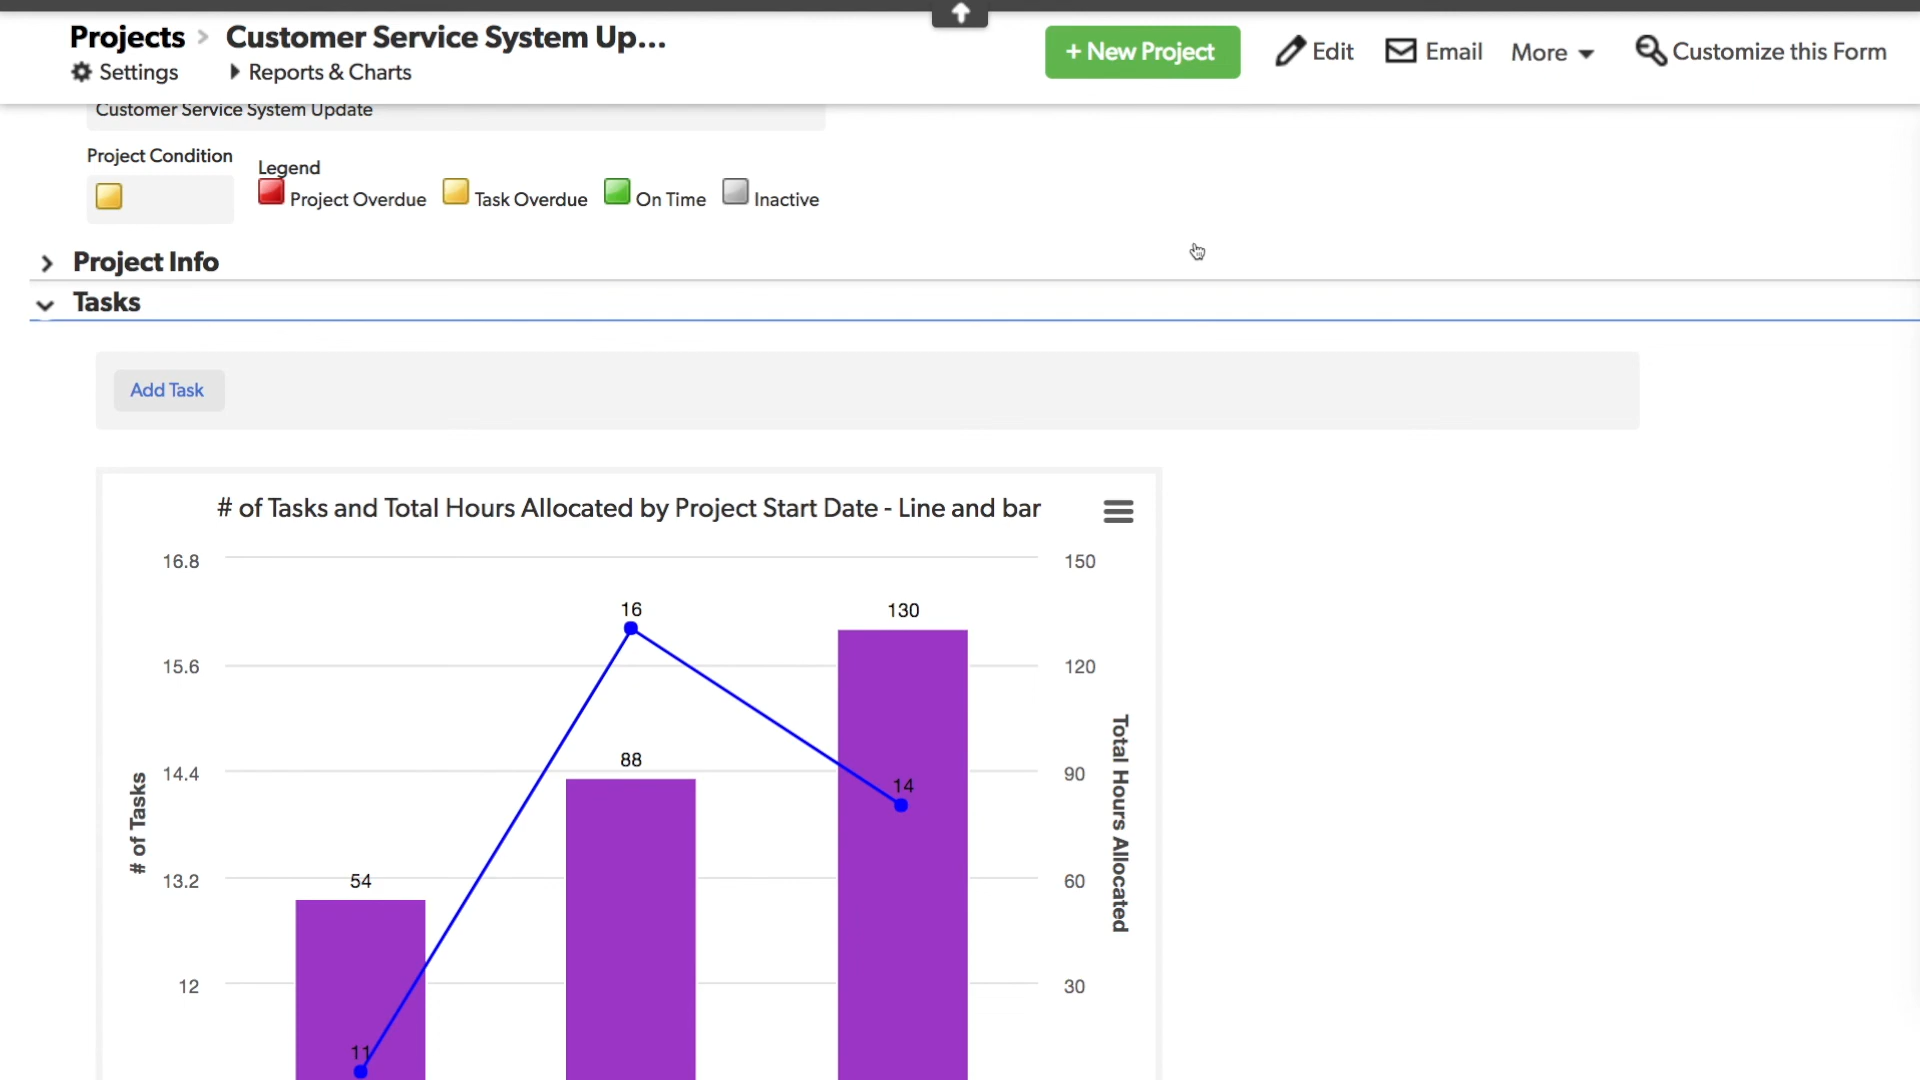 Projects > Customer Service System Up...
Settings
Reports & Charts
+ New Project
Edit
Email
More
Customize this Form
Customer Service System Update
Project Condition
Legend
Project Overdue
Task Overdue
On Time
Inactive
Project Info
Tasks
Add Task
# of Tasks and Total Hours Allocated by Project Start Date - Line and bar
16.8
15.6
14.4
13.2
12
# of Tasks
54
11
16
88
130
14
150
120
90
60
30
Total Hours Allocated